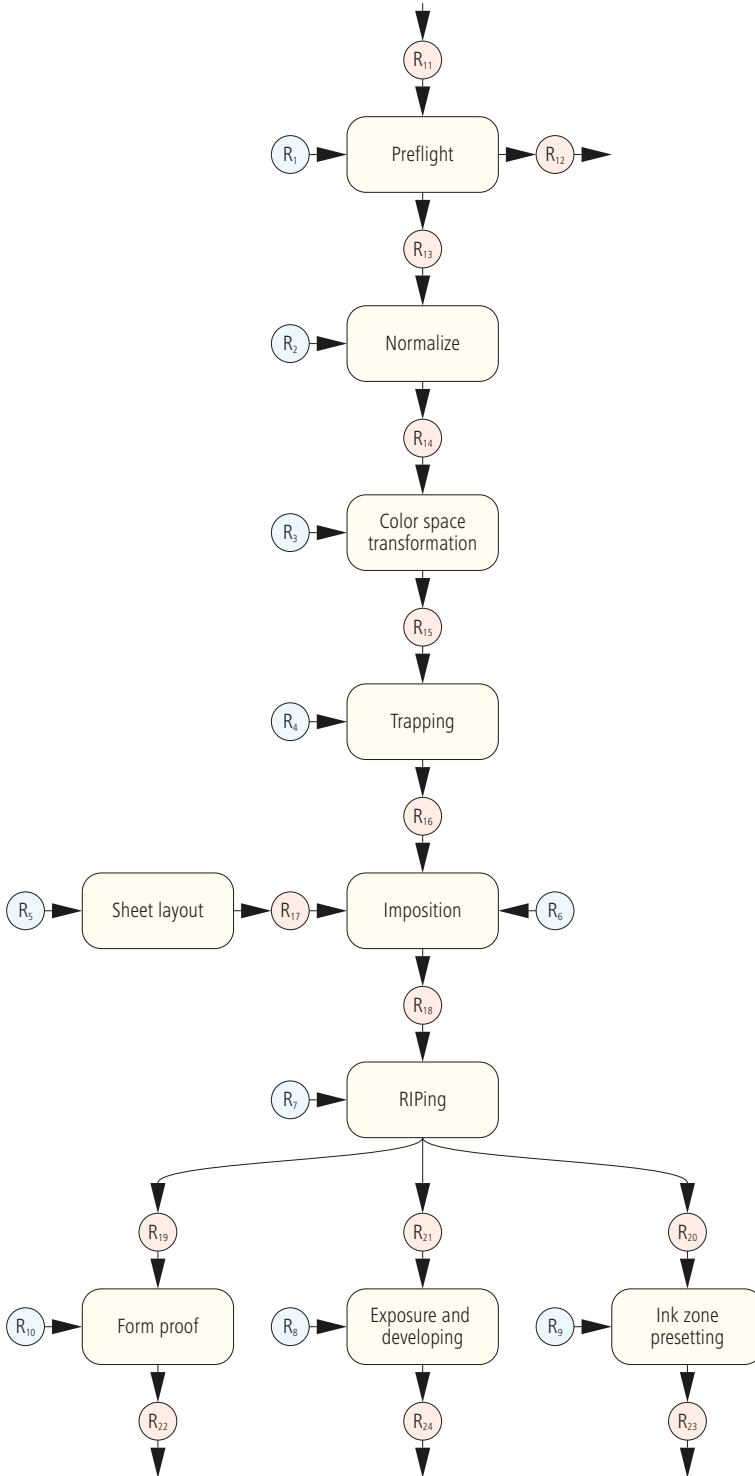 R₁₁
R₁
Preflight
R₁₂
R₁₃
R₂
Normalize
R₁₄
R₃
Color space
transformation
R₁₅
R₄
Trapping
R₁₆
R₅
Sheet layout
R₁₇
Imposition
R₆
R₁₈
R₇
RIPing
R₁₉
R₂₁
R₂₀
R₁₀
Form proof
R₈
Exposure and
developing
R₉
Ink zone
presetting
R₂₂
R₂₄
R₂₃